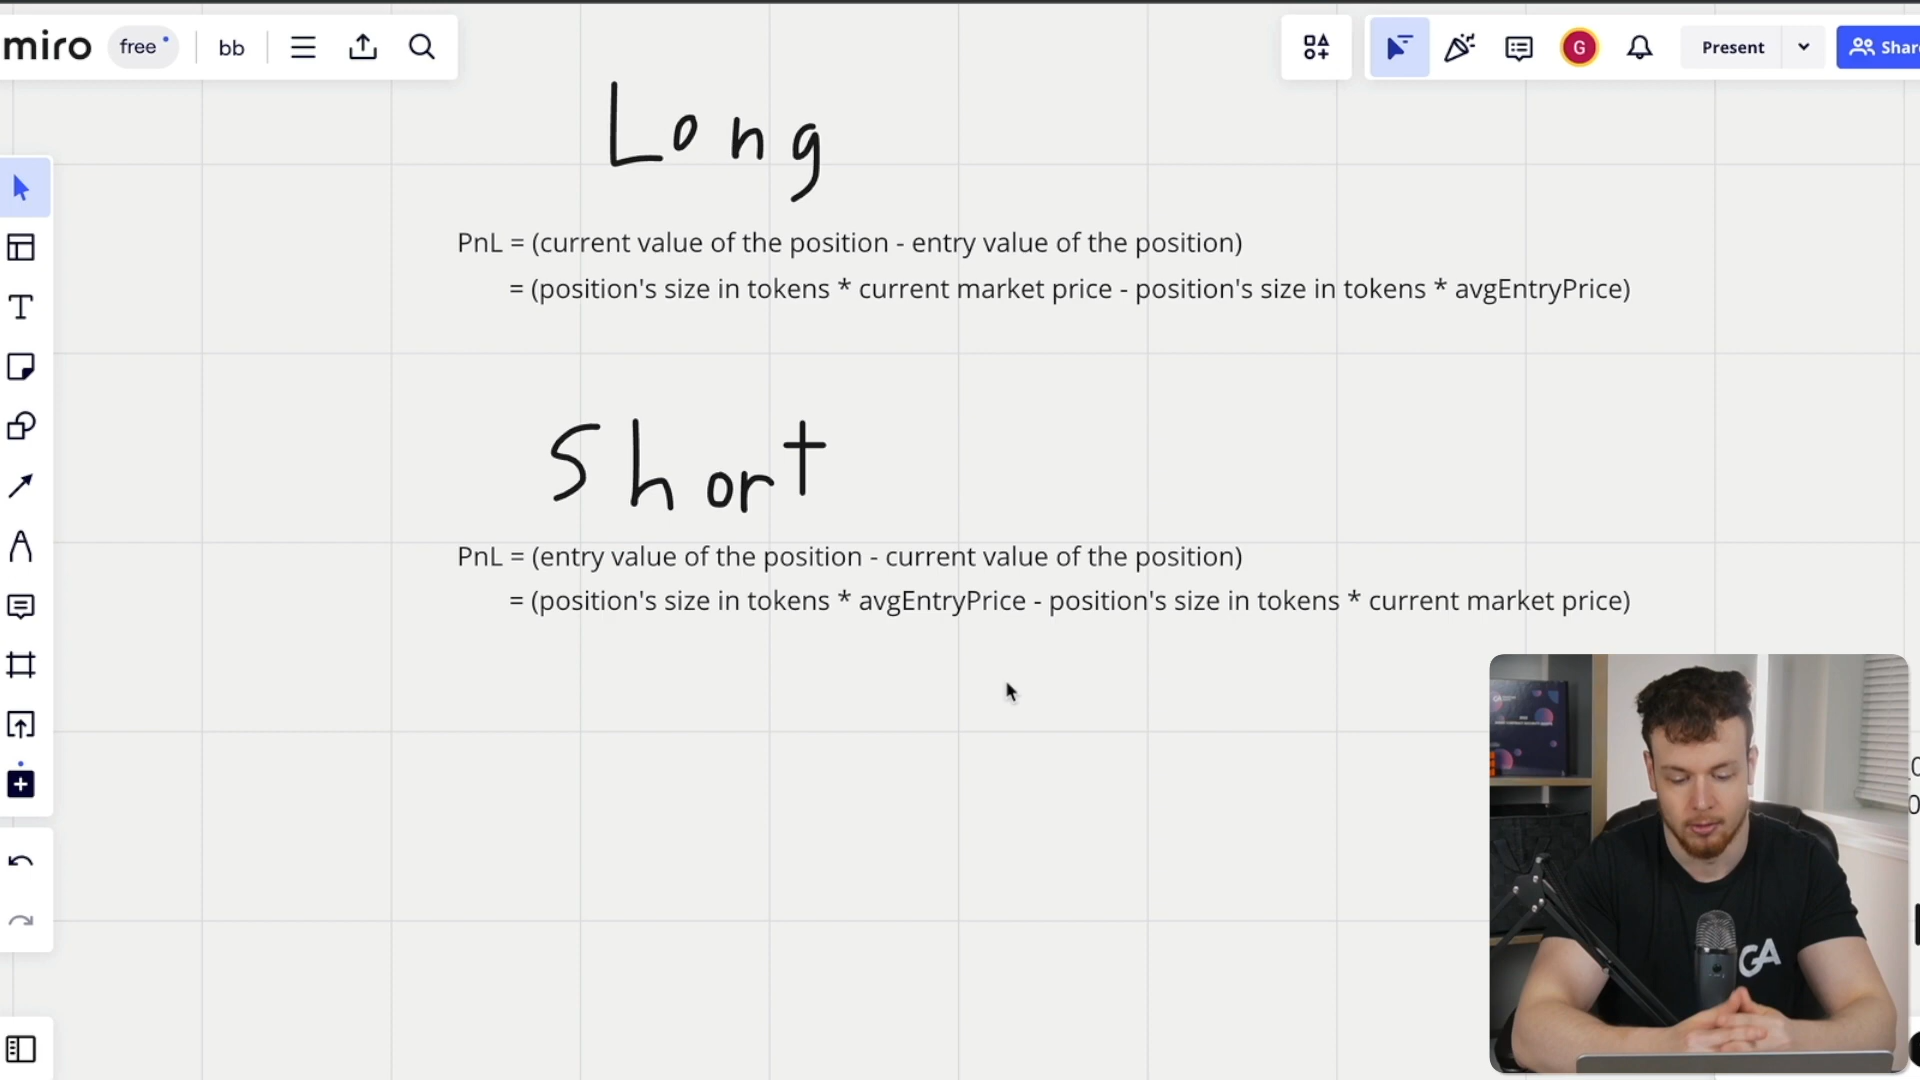 miro free bb
G Present Share
Long
PnL = (current value of the position - entry value of the position)
= (position's size in tokens * current market price - position's size in tokens * avgEntryPrice)
Short
PnL = (entry value of the position - current value of the position)
= (position's size in tokens * avgEntryPrice - position's size in tokens * current market price)
GA